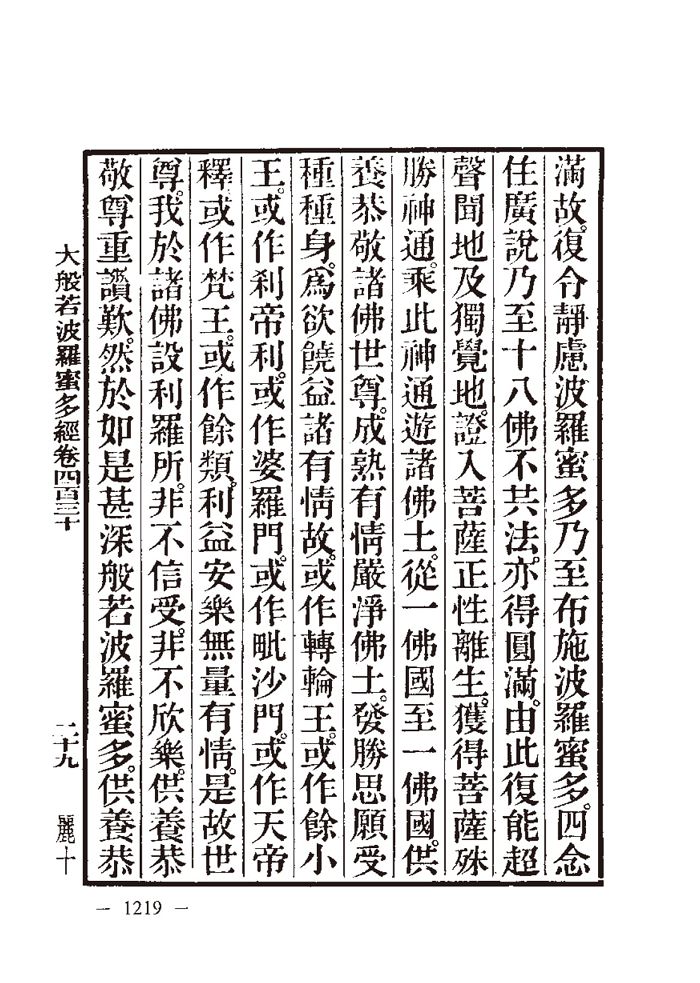 滿故。復令靜慮波羅蜜多乃至布施波羅蜜多。四念
住廣說乃至十八佛不共法。亦得圓滿。由此復能超
聲聞地及獨覺地。證入菩薩正性離生。獲得菩薩殊
勝神通。乘此神通遊諸佛土。從一佛國至一佛國。供
養恭敬諸佛世尊。成熟有情嚴淨佛土。發勝思願受
種種身。爲欲饒益諸有情故。或作轉輪王。或作餘小
王。或作刹帝利。或作婆羅門。或作毗沙門。或作天帝
釋或作梵王。或作餘類。利益安樂無量有情。是故世
尊。我於諸佛設利羅所。非不信受。非不欣樂。供養恭
敬尊重讚歎。然於如是甚深般若波羅蜜多。供養恭
大般若波羅蜜多經卷四百三十 二十九 麗十
— 1219 —